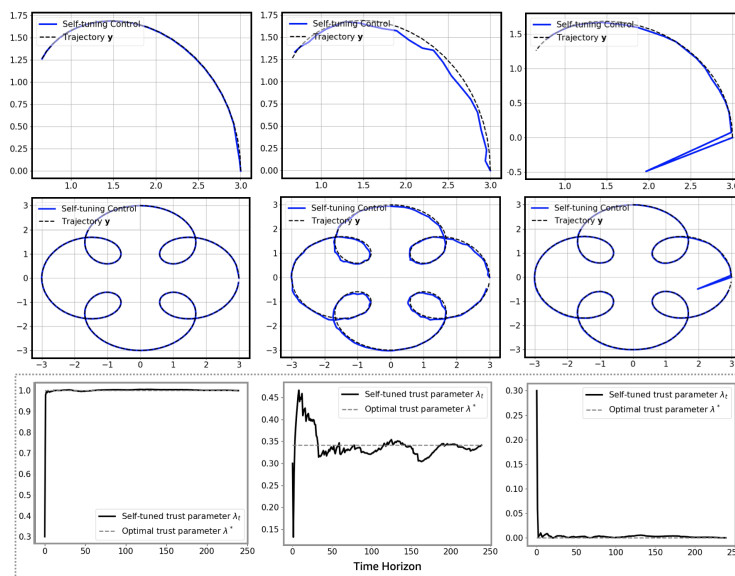 1.75
1.50
1.25
1.00
0.75
0.50
0.25
0.00
1.0 1.5 2.0 2.5 3.0
Self-tuning Control
Trajectory y
1.75
1.50
1.25
1.00
0.75
0.50
0.25
0.00
1.0 1.5 2.0 2.5 3.0
Self-tuning Control
Trajectory y
1.5
1.0
0.5
0.0
−0.5
1.0 1.5 2.0 2.5 3.0
Self-tuning Control
Trajectory y
3
2
1
0
−1
−2
−3
−3 −2 −1 0 1 2 3
Self-tuning Control
Trajectory y
3
2
1
0
−1
−2
−3
−3 −2 −1 0 1 2 3
Self-tuning Control
Trajectory y
3
2
1
0
−1
−2
−3
−3 −2 −1 0 1 2 3
Self-tuning Control
Trajectory y
1.0
0.9
0.8
0.7
0.6
0.5
0.4
0.3
0 50 100 150 200 250
Self-tuned trust parameter λt
Optimal trust parameter λ*
0.45
0.40
0.35
0.30
0.25
0.20
0.15
0 50 100 150 200 250
Self-tuned trust parameter λt
Optimal trust parameter λ*
Time Horizon
0.30
0.25
0.20
0.15
0.10
0.05
0.00
0 50 100 150 200 250
Self-tuned trust parameter λt
Optimal trust parameter λ*